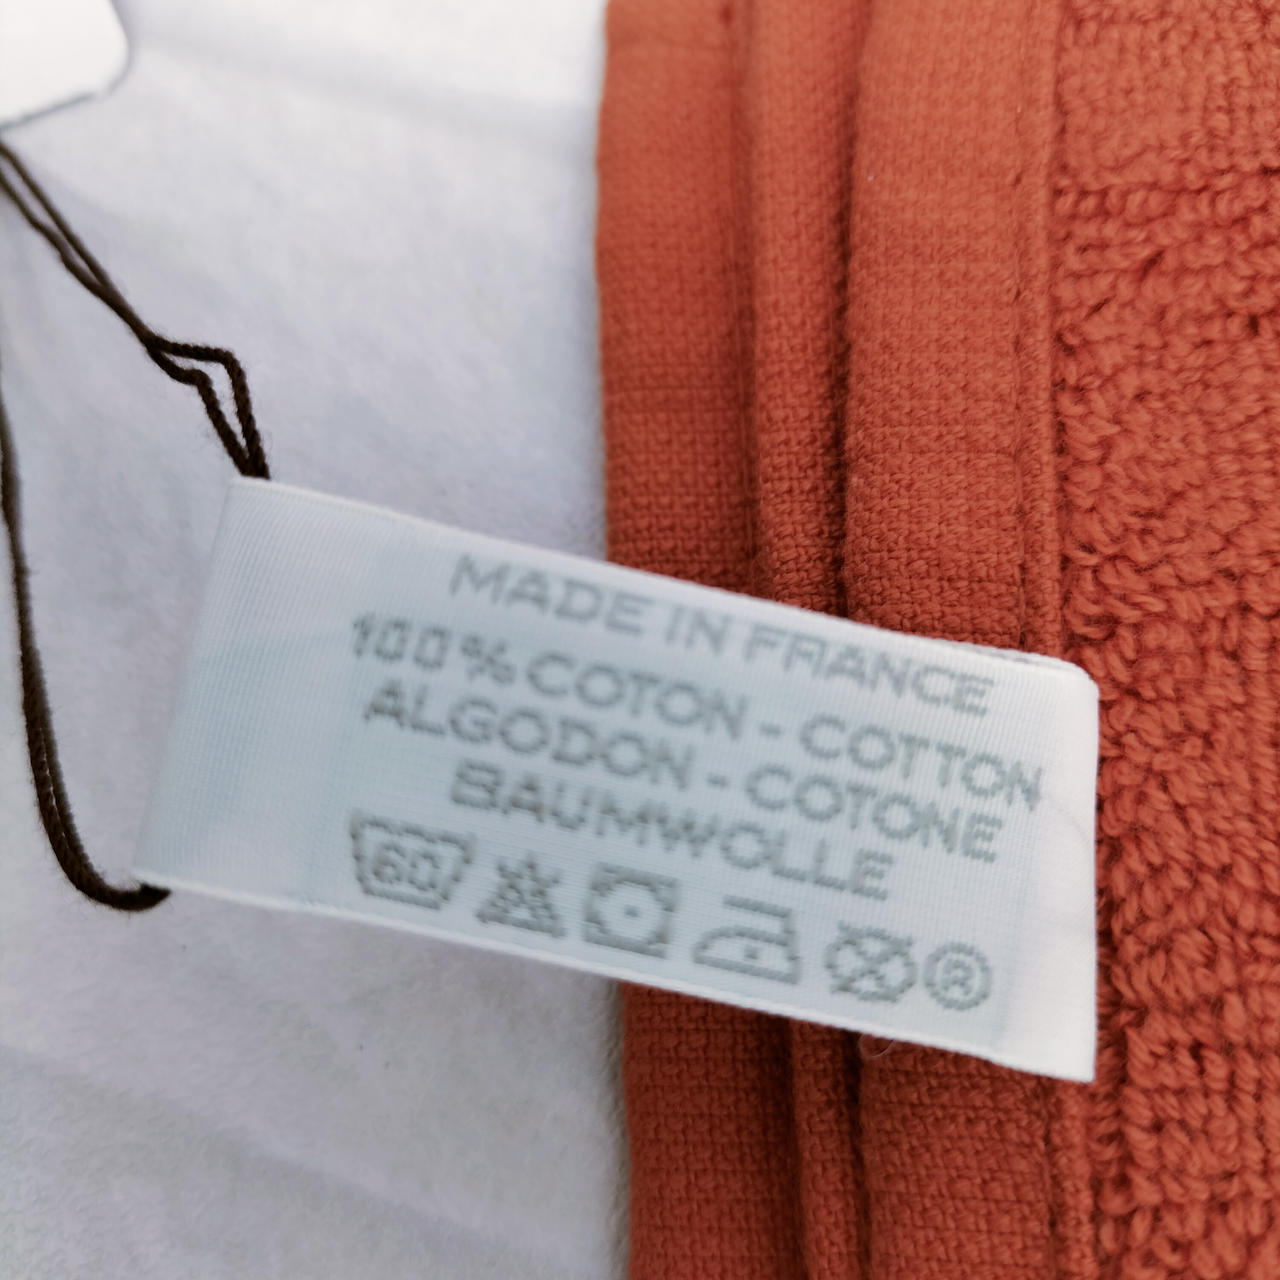 MADE IN FRANCE
100% COTON - COTTON
ALGODON - COTONE
BAUMWOLLE
60 ®